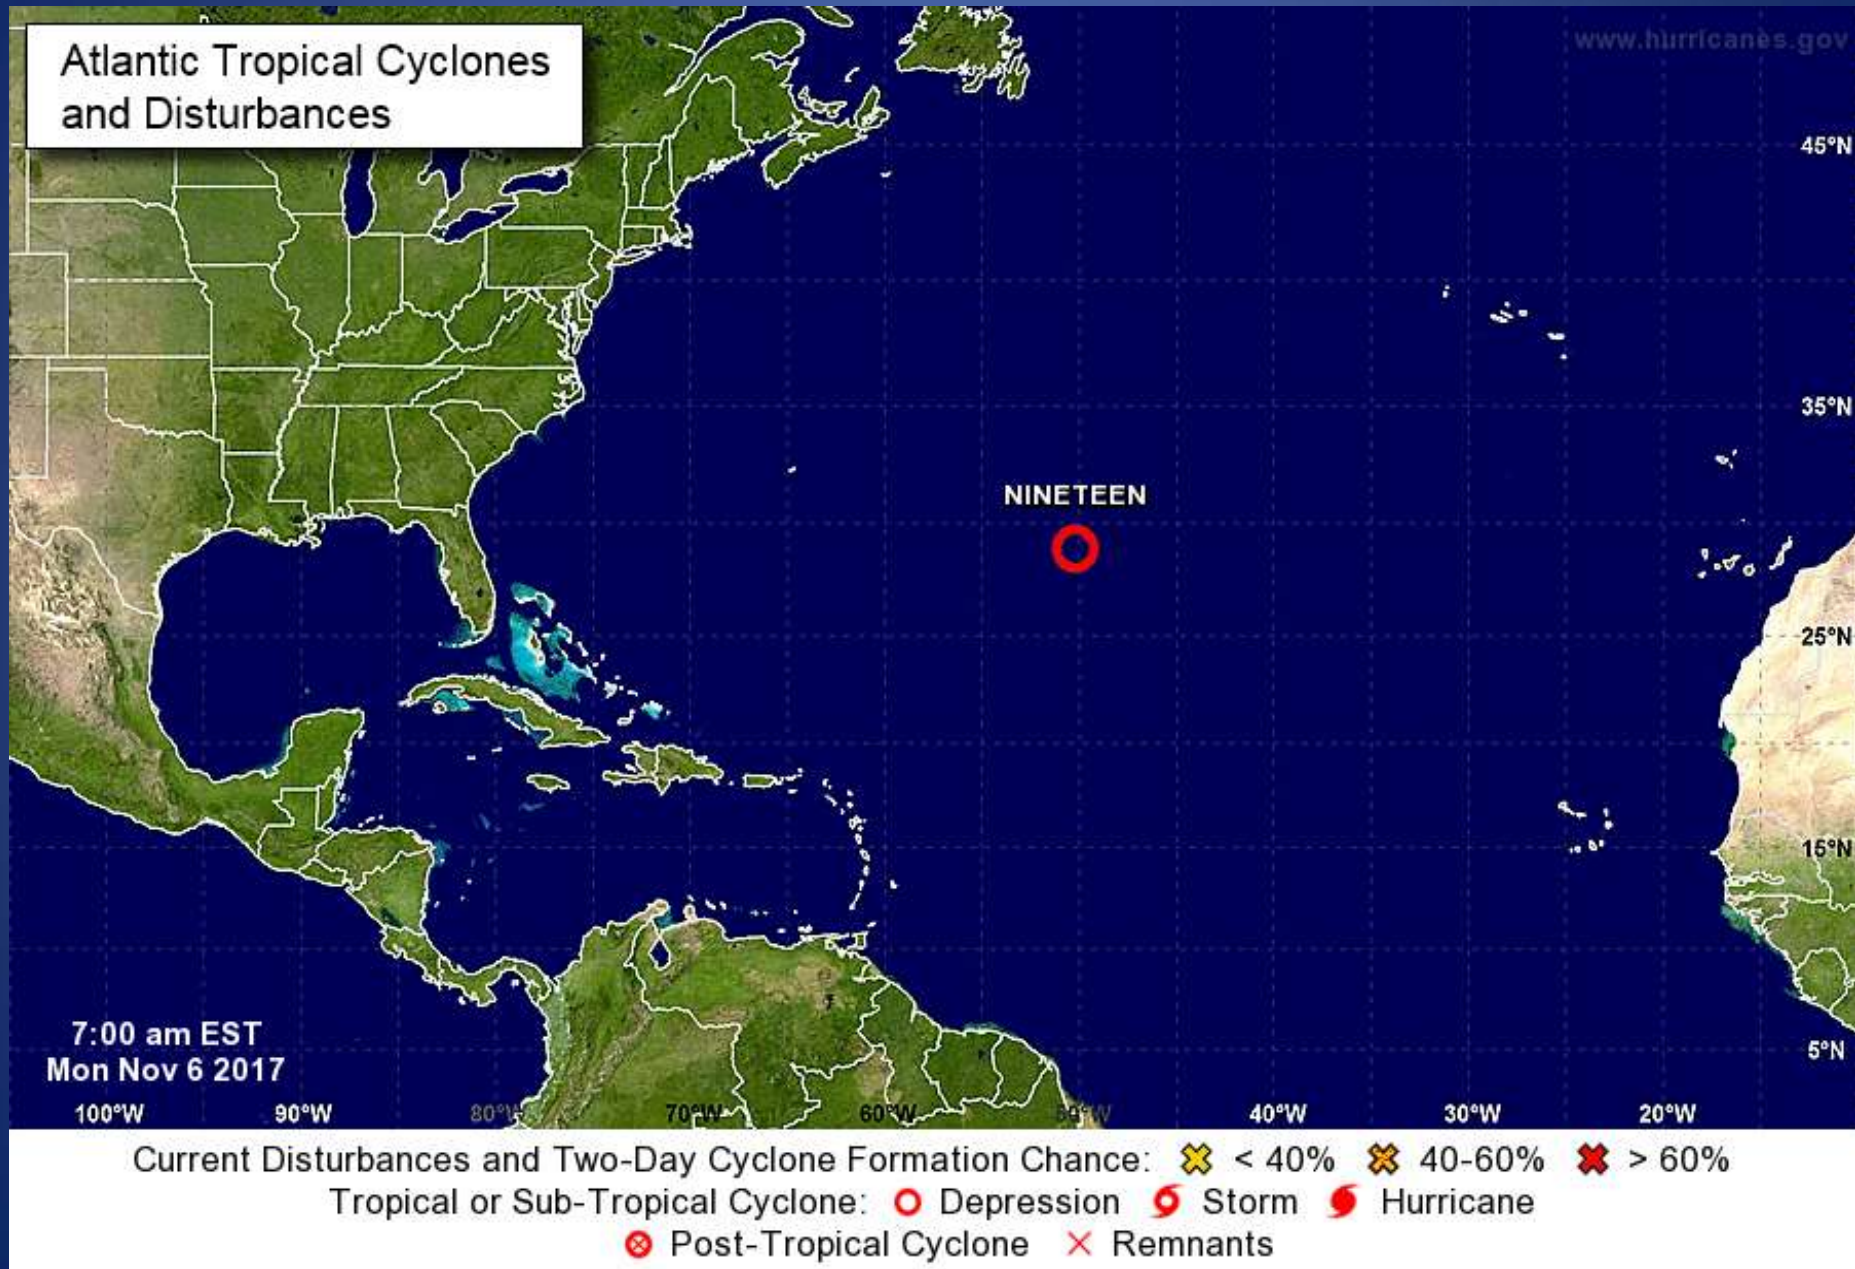 Atlantic Tropical Cyclones
and Disturbances
www.hurricanes.gov
45°N
35°N
NINETEEN
25°N
15°N
7:00 am EST
Mon Nov 6 2017
5°N
100°W 90°W 80°W 70°W 60°W 50°W 40°W 30°W 20°W
Current Disturbances and Two-Day Cyclone Formation Chance: < 40% 40-60% > 60%
Tropical or Sub-Tropical Cyclone: Depression Storm Hurricane
Post-Tropical Cyclone Remnants